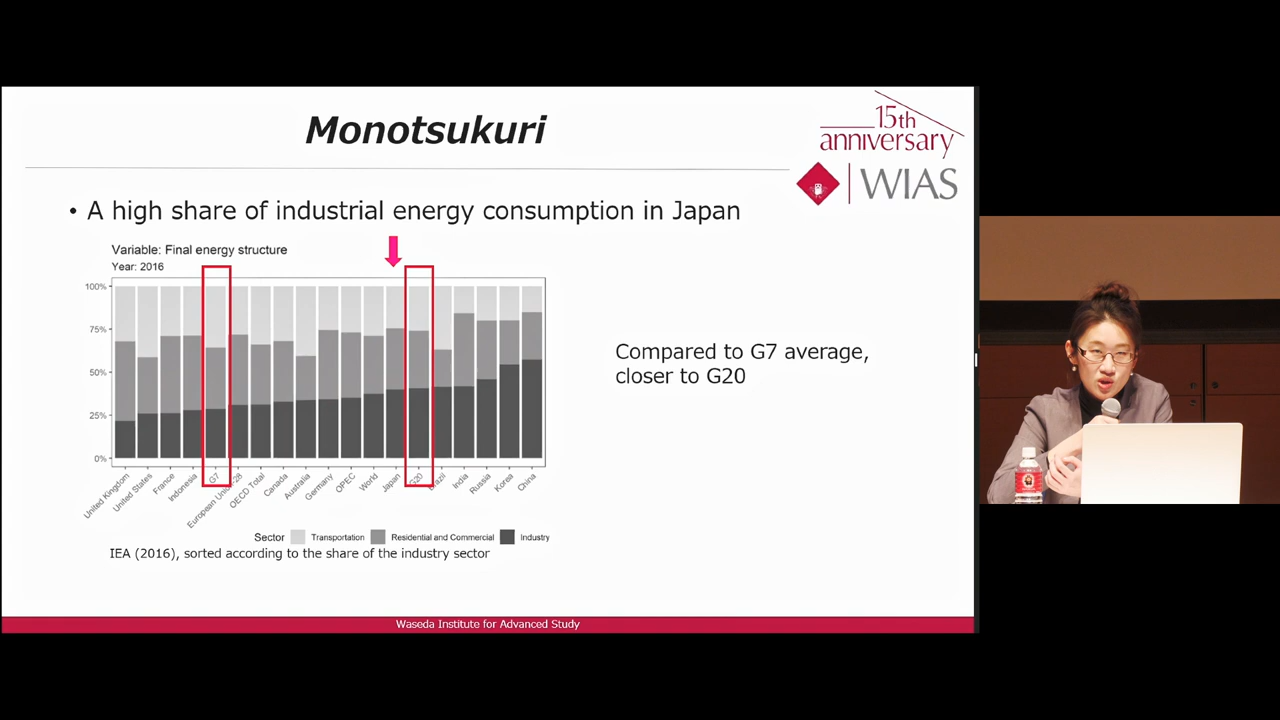 Monotsukuri
15th
anniversary
WIAS
• A high share of industrial energy consumption in Japan
Variable: Final energy structure
Year: 2016
100%
75%
50%
25%
0%
United Kingdom
United States
France
Indonesia
G7
European Union-28
OECD Total
Canada
Australia
Germany
OPEC
World
Japan
G20
Brazil
India
Russia
Korea
China
Sector Transportation Residential and Commercial Industry
IEA (2016), sorted according to the share of the industry sector
Compared to G7 average,
closer to G20
Waseda Institute for Advanced Study